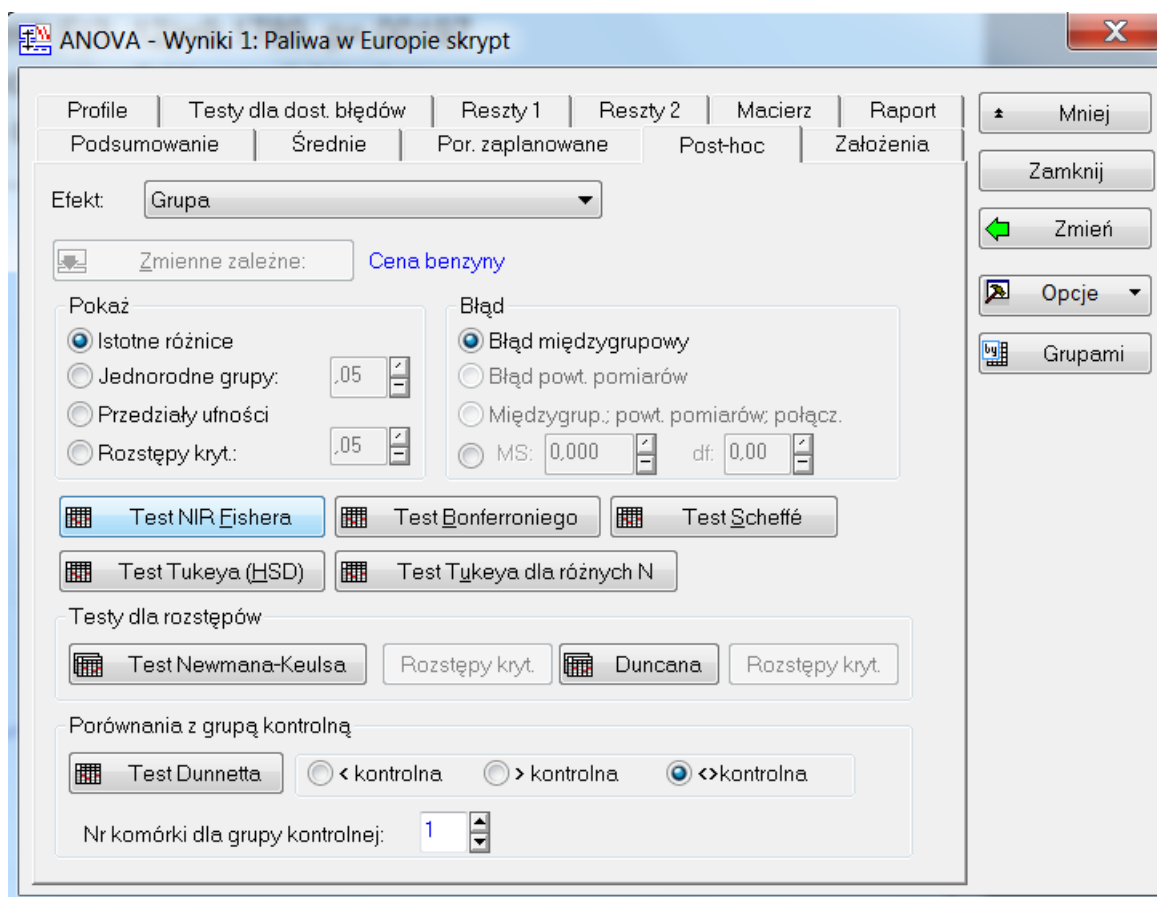 ANOVA - Wyniki 1: Paliwa w Europie skrypt
Profile Testy dla dost. błędów Reszty 1 Reszty 2 Macierz Raport
Podsumowanie Średnie Por. zaplanowane Post-hoc Założenia
Mniej
Zamknij
Zmień
Opcje
by Grupami
Efekt: Grupa
Zmienne zależne: Cena benzyny
Pokaż
Istotne różnice
Jednorodne grupy: ,05
Przedziały ufności
Rozstępy kryt.: ,05
Błąd
Błąd międzygrupowy
Błąd powt. pomiarów
Międzygrup.; powt. pomiarów; połącz.
MS: 0,000 df: 0,00
Test NIR Fishera Test Bonferroniego Test Scheffé
Test Tukeya (HSD) Test Tukeya dla różnych N
Testy dla rozstępów
Test Newmana-Keulsa Rozstępy kryt. Duncana Rozstępy kryt.
Porównania z grupą kontrolną
Test Dunnetta < kontrolna > kontrolna <>kontrolna
Nr komórki dla grupy kontrolnej: 1